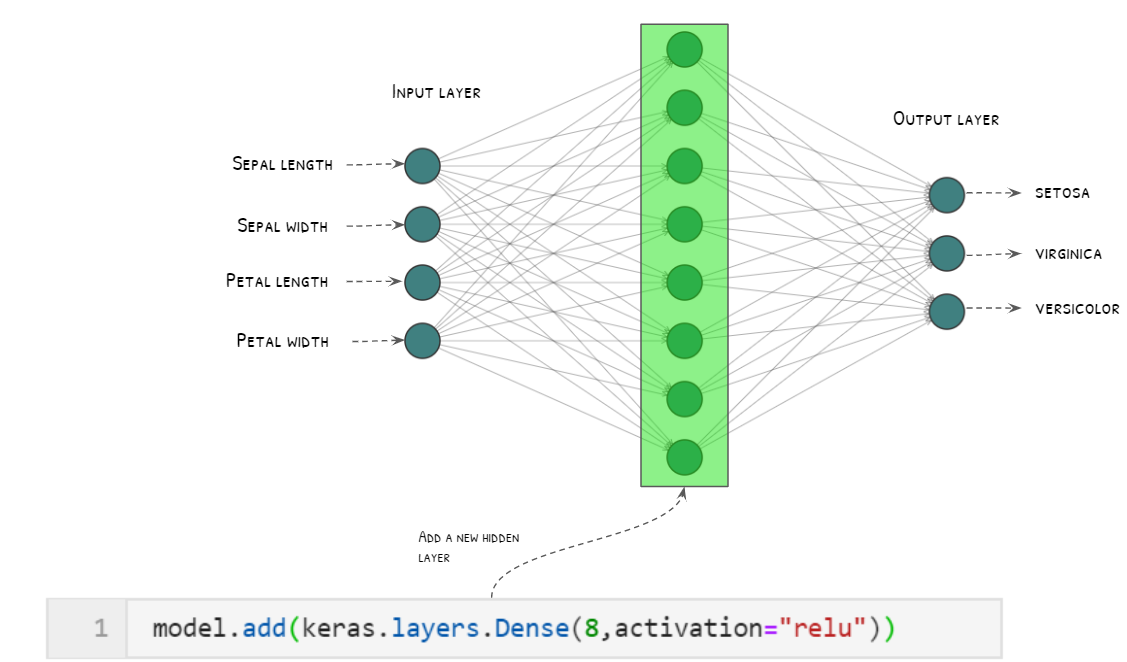 Input layer
Output layer
Sepal length
Sepal width
Petal length
Petal width
setosa
virginica
versicolor
Add a new hidden
layer
1 model.add(keras.layers.Dense(8,activation="relu"))